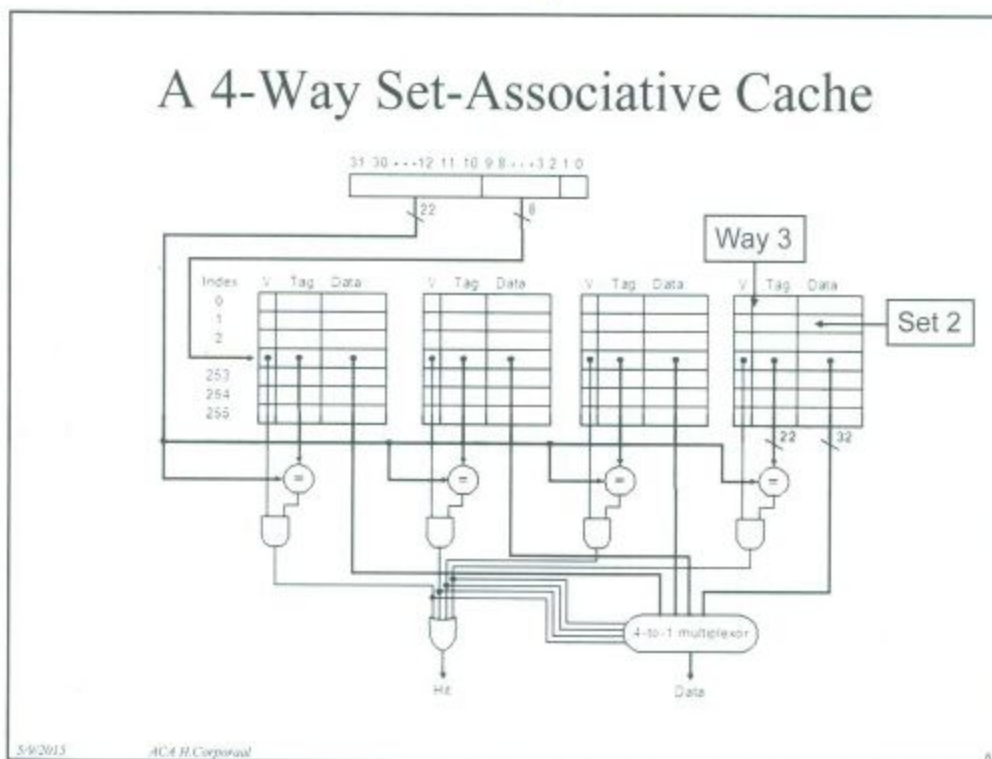 A 4-Way Set-Associative Cache
31 30 • • • 12 11 10 9 8 • • • 3 2 1 0
22
8
Way 3
Index V Tag Data V Tag Data V Tag Data V Tag Data
0
1
2
Set 2
253
254
255
22
32
=
=
=
=
4-to-1 multiplexor
Hit
Data
5/9/2015
ACA H.Corporaal